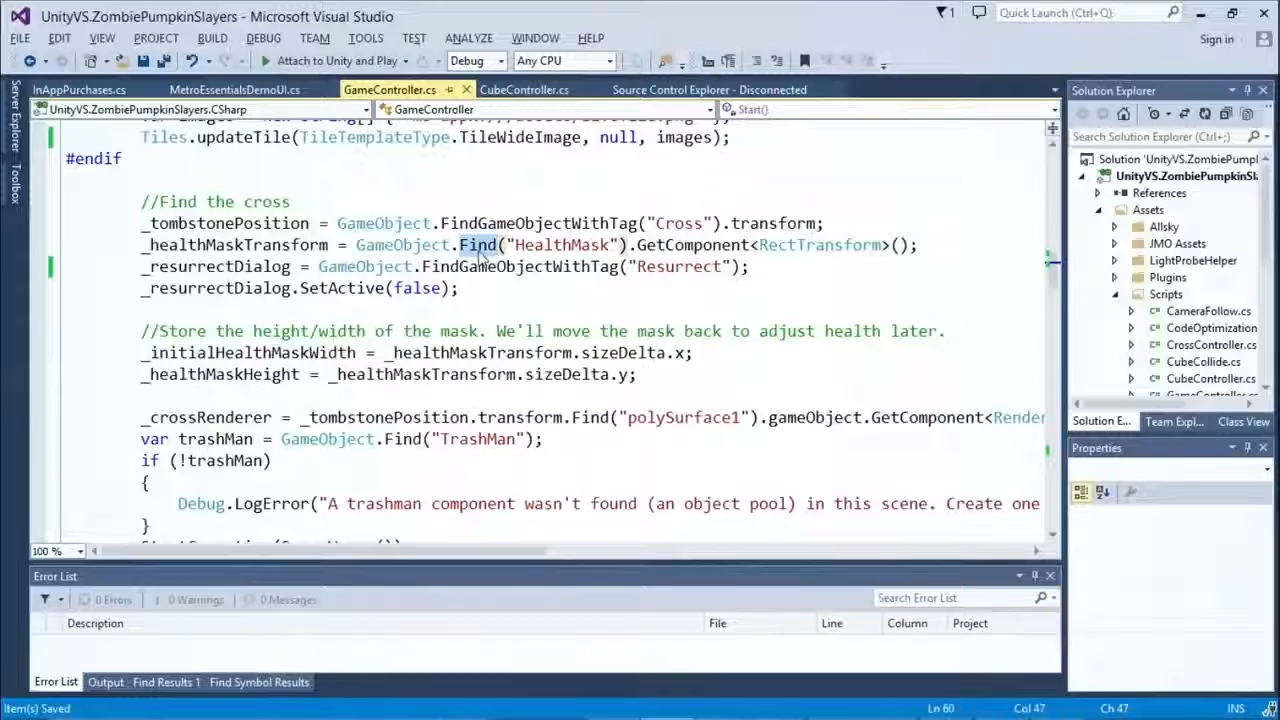 UnityVS.ZombiePumpkinSlayers - Microsoft Visual Studio
1
Quick Launch (Ctrl+Q)
FILE EDIT VIEW PROJECT BUILD DEBUG TEAM TOOLS TEST ANALYZE WINDOW HELP
Sign in
Attach to Unity and Play
Debug
Any CPU
Server Explorer
Toolbox
InAppPurchases.cs
MetroEssentialsDemoUI.cs
GameController.cs
CubeController.cs
Source Control Explorer - Disconnected
UnityVS.ZombiePumpkinSlayers.CSharp
GameController
Start()
Tiles.updateTile(TileTemplateType.TileWideImage, null, images);
#endif
//Find the cross
_tombstonePosition = GameObject.FindGameObjectWithTag("Cross").transform;
_healthMaskTransform = GameObject.Find("HealthMask").GetComponent<RectTransform>();
_resurrectDialog = GameObject.FindGameObjectWithTag("Resurrect");
_resurrectDialog.SetActive(false);
//Store the height/width of the mask. We'll move the mask back to adjust health later.
_initialHealthMaskWidth = _healthMaskTransform.sizeDelta.x;
_healthMaskHeight = _healthMaskTransform.sizeDelta.y;
_crossRenderer = _tombstonePosition.transform.Find("polySurface1").gameObject.GetComponent<Render
var trashMan = GameObject.Find("TrashMan");
if (!trashMan)
{
Debug.LogError("A trashman component wasn't found (an object pool) in this scene. Create one
}
100 %
Error List
0 Errors
0 Warnings
0 Messages
Search Error List
Description
File
Line
Column
Project
Error List
Output
Find Results 1
Find Symbol Results
Solution Explorer
Search Solution Explorer (Ctrl+;)
Solution 'UnityVS.ZombiePumpl
UnityVS.ZombiePumpkinSla
References
Assets
Allsky
JMO Assets
LightProbeHelper
Plugins
Scripts
CameraFollow.cs
CodeOptimization
CrossController.cs
CubeCollide.cs
CubeController.cs
GameController.cs
Solution E...
Team Expl...
Class View
Properties
Item(s) Saved
Ln 60
Col 47
Ch 47
INS